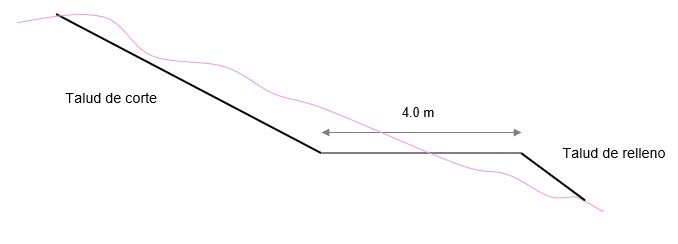 Talud de corte
4.0 m
Talud de relleno